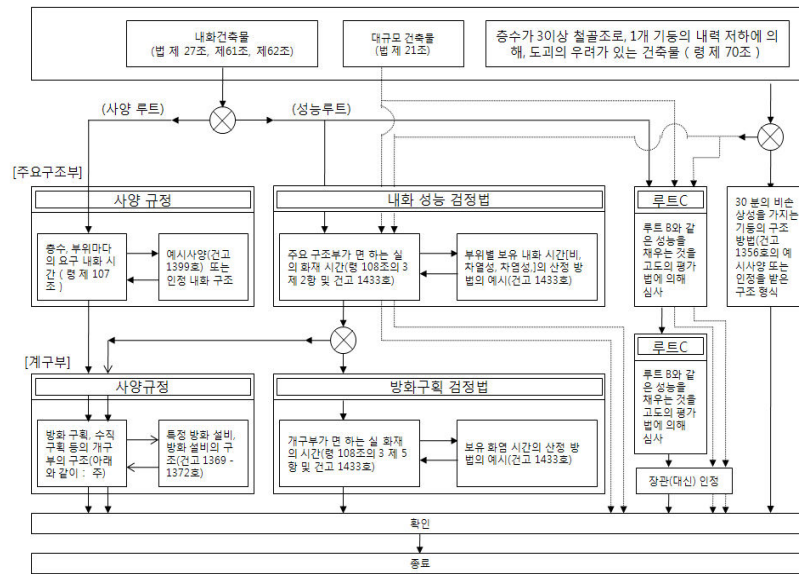 내화건축물
(법 제 27조, 제61조, 제62조)
대규모 건축물
(법 제 21조)
층수가 3이상 철골조로, 1개 기둥의 내력 저하에 의
해, 도괴의 우려가 있는 건축물 ( 령 제 70조 )
(사양 루트)
(성능루트)
[주요구조부]
사양 규정
층수, 부위마다
의 요구 내화 시
간 ( 령 제 107
조 )
예시사양(건고
1399호) 또는
인정 내화 구조
내화 성능 검정법
주요 구조부가 면 하는 실
의 화재 시간(령 108조의 3
제 2항 및 건고 1433호)
부위별 보유 내화 시간[비,
차열성, 차염성,]의 산정 방
법의 예시(건고 1433호)
루트C
루트 B와 같
은 성능을
채우는 것을
고도의 평가
법에 의해
심사
30 분의 비손
상성을 가지는
기둥의 구조
방법(건고
1356호의 예
시사양 또는
인정을 받은
구조 형식
[계구부]
사양규정
방화 구획, 수직
구획 등의 개구
부의 구조(아래
와 같이 : 주)
특정 방화 설비,
방화 설비의 구
조(건고 1369 -
1372호)
방화구획 검정법
개구부가 면 하는 실 화재
의 시간(령 108조의 3 제 5
항 및 건고 1433호)
보유 화염 시간의 산정 방
법의 예시(건고 1433호)
루트C
루트 B와 같
은 성능을
채우는 것을
고도의 평가
법에 의해
심사
장관(대신) 인정
확인
종료